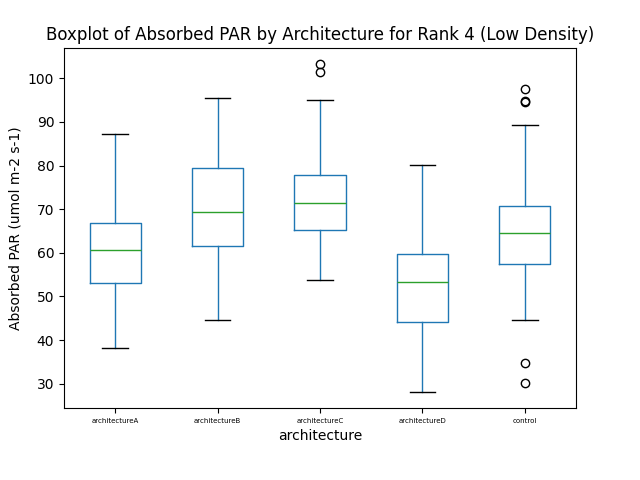 Boxplot of Absorbed PAR by Architecture for Rank 4 (Low Density)
Absorbed PAR (umol m-2 s-1)
100
90
80
70
60
50
40
30
architectureA architectureB architectureC architectureD control
architecture